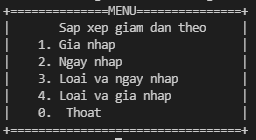 +===============MENU===============+
|       Sap xep giam dan theo      |
|    1. Gia nhap                   |
|    2. Ngay nhap                  |
|    3. Loai va ngay nhap          |
|    4. Loai va gia nhap           |
|    0.  Thoat                     |
+==================================+